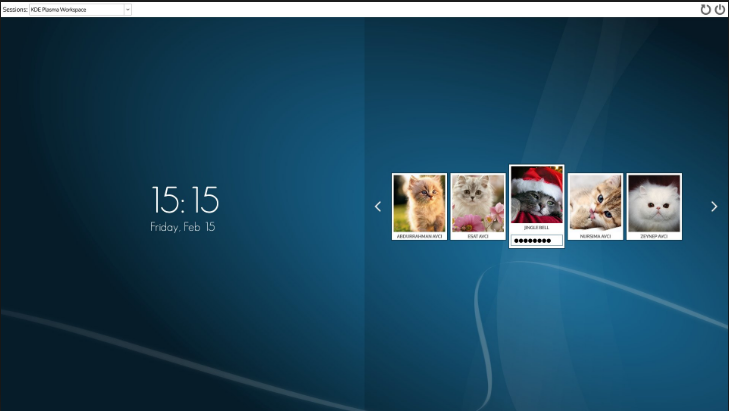 Sessions: KDE Plasma Workspace
15:15
Friday, Feb 15
ABDURRAHMAN AVCI
ESAT AVCI
JINGLE BELL
NURSEMA AVCI
ZEYNEP AVCI